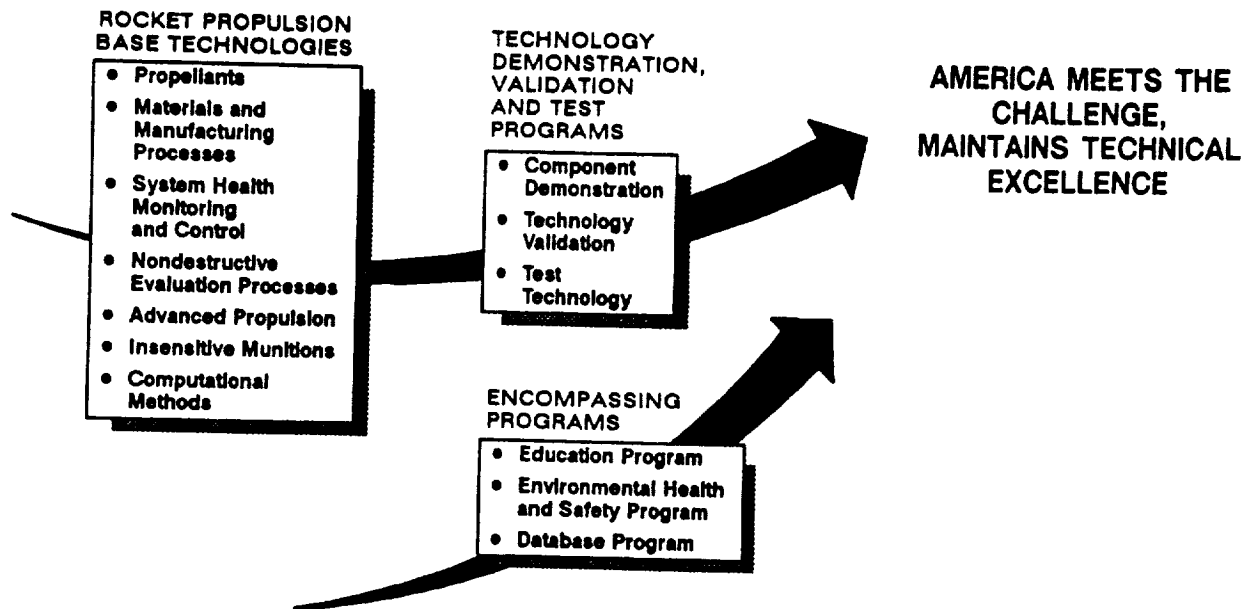 ROCKET PROPULSION
BASE TECHNOLOGIES
• Propellants
• Materials and
Manufacturing
Processes
• System Health
Monitoring
and Control
• Nondestructive
Evaluation Processes
• Advanced Propulsion
• Insensitive Munitions
• Computational
Methods
TECHNOLOGY
DEMONSTRATION,
VALIDATION
AND TEST
PROGRAMS
• Component
Demonstration
• Technology
Validation
• Test
Technology
AMERICA MEETS THE
CHALLENGE,
MAINTAINS TECHNICAL
EXCELLENCE
ENCOMPASSING
PROGRAMS
• Education Program
• Environmental Health
and Safety Program
• Database Program